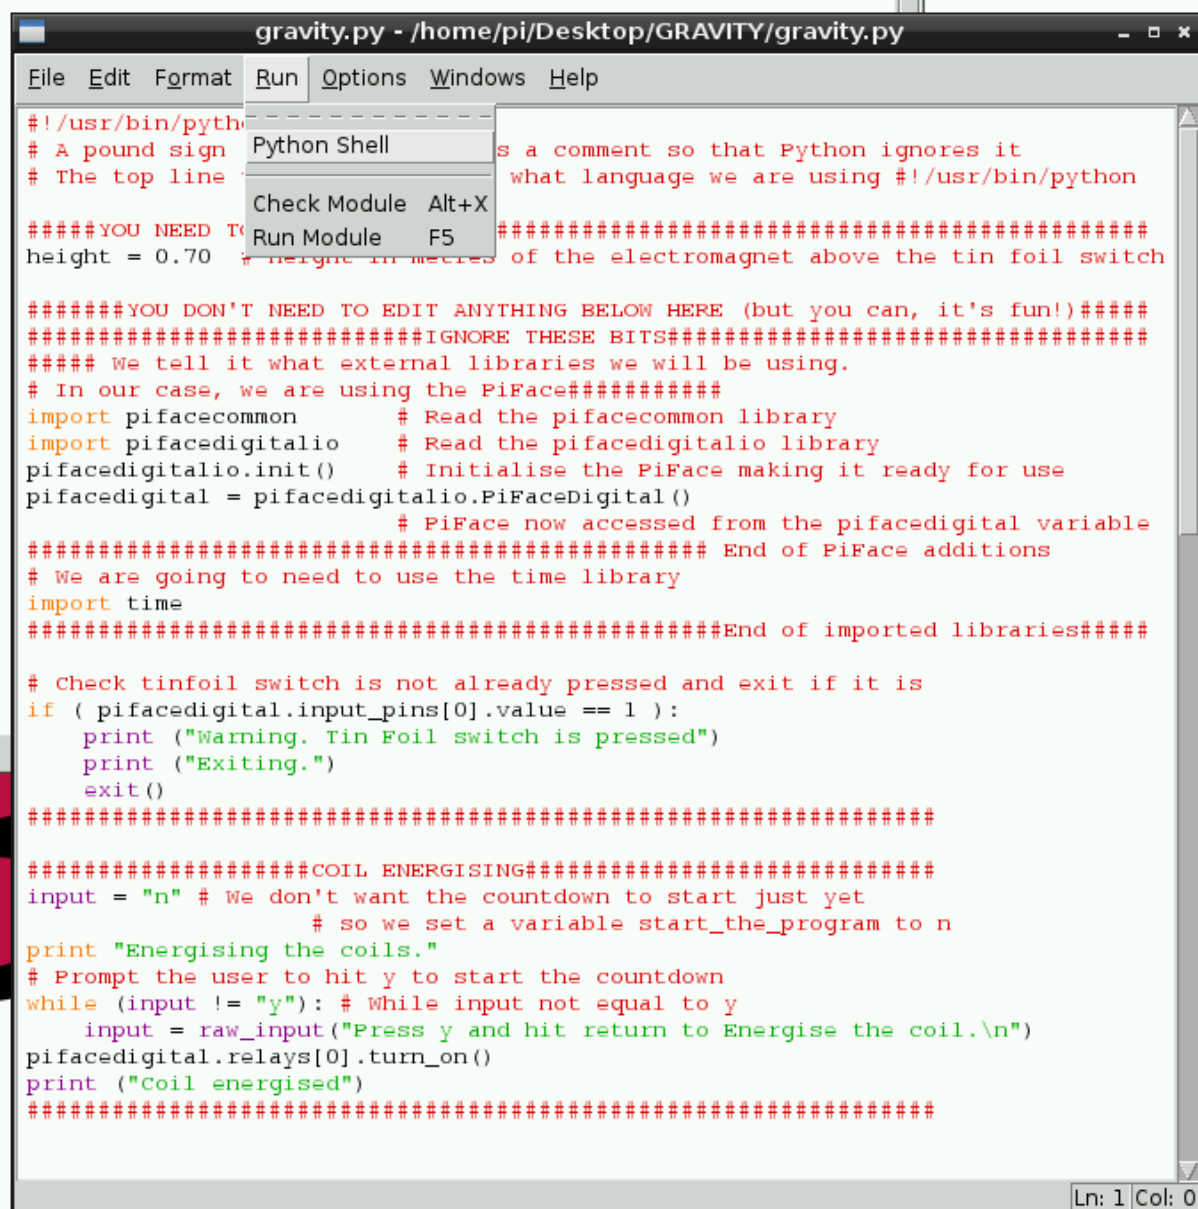 gravity.py - /home/pi/Desktop/GRAVITY/gravity.py
File Edit Format Run Options Windows Help
Python Shell
Check Module Alt+X
Run Module F5
#!/usr/bin/pyth
# A pound sign s a comment so that Python ignores it
# The top line what language we are using #!/usr/bin/python
#####YOU NEED TO ##############################################
height = 0.70 # height in metres of the electromagnet above the tin foil switch
#######YOU DON'T NEED TO EDIT ANYTHING BELOW HERE (but you can, it's fun!)#####
############################IGNORE THESE BITS##################################
##### We tell it what external libraries we will be using.
# In our case, we are using the PiFace###########
import pifacecommon       # Read the pifacecommon library
import pifacedigitalio    # Read the pifacedigitalio library
pifacedigitalio.init()    # Initialise the PiFace making it ready for use
pifacedigital = pifacedigitalio.PiFaceDigital()
                          # PiFace now accessed from the pifacedigital variable
################################################ End of PiFace additions
# We are going to need to use the time library
import time
#################################################End of imported libraries#####
# Check tinfoil switch is not already pressed and exit if it is
if ( pifacedigital.input_pins[0].value == 1 ):
    print ("Warning. Tin Foil switch is pressed")
    print ("Exiting.")
    exit()
################################################################
####################COIL ENERGISING#############################
input = "n" # We don't want the countdown to start just yet
                    # so we set a variable start_the_program to n
print "Energising the coils."
# Prompt the user to hit y to start the countdown
while (input != "y"): # While input not equal to y
    input = raw_input("Press y and hit return to Energise the coil.\n")
pifacedigital.relays[0].turn_on()
print ("Coil energised")
################################################################
Ln: 1 Col: 0